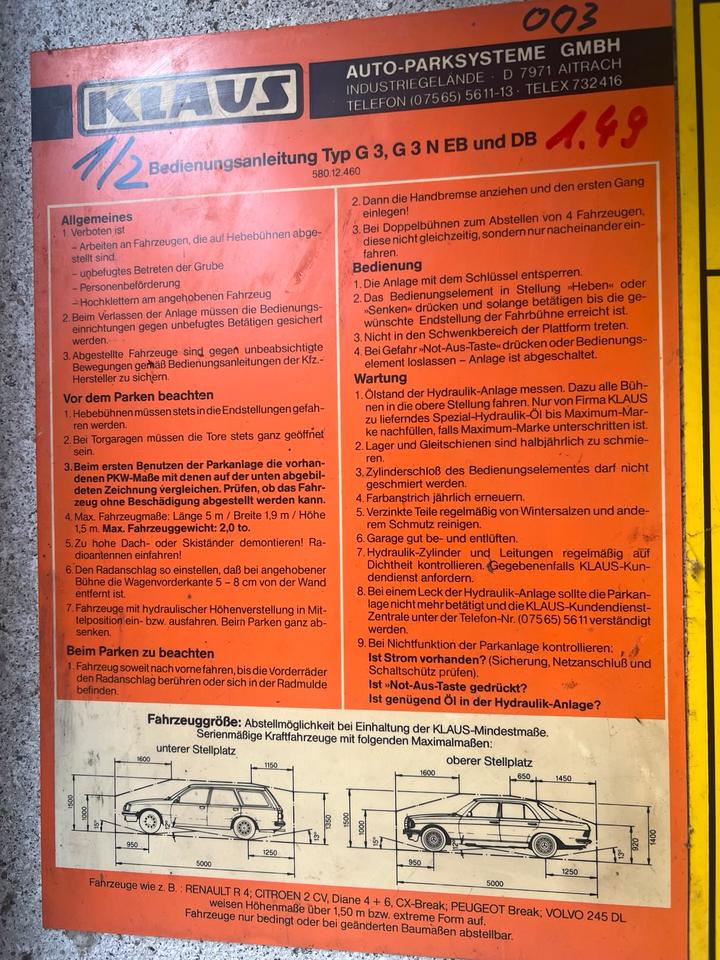 003
KLAUS
AUTO-PARKSYSTEME GMBH
INDUSTRIEGELÄNDE · D 7971 AITRACH
TELEFON (07565) 5611-13 · TELEX 732416
1/2
Bedienungsanleitung Typ G 3, G 3 N EB und DB
1.49
580.12.460
Allgemeines
1. Verboten ist
– Arbeiten an Fahrzeugen, die auf Hebebühnen abge-
stellt sind.
– unbefugtes Betreten der Grube
– Personenbeförderung
– Hochklettern am angehobenen Fahrzeug
2. Beim Verlassen der Anlage müssen die Bedienungs-
einrichtungen gegen unbefugtes Betätigen gesichert
werden.
3. Abgestellte Fahrzeuge sind gegen unbeabsichtigte
Bewegungen gemäß Bedienungsanleitungen der Kfz.-
Hersteller zu sichern.
Vor dem Parken beachten
1. Hebebühnen müssen stets in die Endstellungen gefah-
ren werden.
2. Bei Torgaragen müssen die Tore stets ganz geöffnet
sein.
3. Beim ersten Benutzen der Parkanlage die vorhan-
denen PKW-Maße mit denen auf der unten abgebil-
deten Zeichnung vergleichen. Prüfen, ob das Fahr-
zeug ohne Beschädigung abgestellt werden kann.
4. Max. Fahrzeugmaße: Länge 5 m / Breite 1,9 m / Höhe
1,5 m. Max. Fahrzeuggewicht: 2,0 to.
5. Zu hohe Dach- oder Skiständer demontieren! Ra-
dioantennen einfahren!
6. Den Radanschlag so einstellen, daß bei angehobener
Bühne die Wagenvorderkante 5 – 8 cm von der Wand
entfernt ist.
7. Fahrzeuge mit hydraulischer Höhenverstellung in Mit-
telposition ein- bzw. ausfahren. Beim Parken ganz ab-
senken.
Beim Parken zu beachten
1. Fahrzeug soweit nach vorne fahren, bis die Vorderräder
den Radanschlag berühren oder sich in der Radmulde
befinden.
2. Dann die Handbremse anziehen und den ersten Gang
einlegen!
3. Bei Doppelbühnen zum Abstellen von 4 Fahrzeugen,
diese nicht gleichzeitig, sondern nur nacheinander ein-
fahren.
Bedienung
1. Die Anlage mit dem Schlüssel entsperren.
2. Das Bedienungselement in Stellung »Heben« oder
»Senken« drücken und solange betätigen bis die ge-
wünschte Endstellung der Fahrbühne erreicht ist.
3. Nicht in den Schwenkbereich der Plattform treten.
4. Bei Gefahr »Not-Aus-Taste« drücken oder Bedienungs-
element loslassen – Anlage ist abgeschaltet.
Wartung
1. Ölstand der Hydraulik-Anlage messen. Dazu alle Büh-
nen in die obere Stellung fahren. Nur von Firma KLAUS
zu lieferndes Spezial-Hydraulik-Öl bis Maximum-Mar-
ke nachfüllen, falls Maximum-Marke unterschritten ist.
2. Lager und Gleitschienen sind halbjährlich zu schmie-
ren.
3. Zylinderschloß des Bedienungselementes darf nicht
geschmiert werden.
4. Farbanstrich jährlich erneuern.
5. Verzinkte Teile regelmäßig von Wintersalzen und ande-
rem Schmutz reinigen.
6. Garage gut be- und entlüften.
7. Hydraulik-Zylinder und Leitungen regelmäßig auf
Dichtheit kontrollieren. Gegebenenfalls KLAUS-Kun-
dendienst anfordern.
8. Bei einem Leck der Hydraulik-Anlage sollte die Parkan-
lage nicht mehr betätigt und die KLAUS-Kundendienst-
Zentrale unter der Telefon-Nr. (07565) 5611 verständigt
werden.
9. Bei Nichtfunktion der Parkanlage kontrollieren:
Ist Strom vorhanden? (Sicherung, Netzanschluß und
Schaltschütz prüfen).
Ist »Not-Aus-Taste gedrückt?
Ist genügend Öl in der Hydraulik-Anlage?
Fahrzeuggröße: Abstellmöglichkeit bei Einhaltung der KLAUS-Mindestmaße.
Serienmäßige Kraftfahrzeuge mit folgenden Maximalmaßen:
unterer Stellplatz
1600
1150
1500
1000
15°
1350
13°
950
1250
5000
oberer Stellplatz
1600
650
1450
1500
1000
15°
13°
920
1400
950
1250
5000
Fahrzeuge wie z. B. : RENAULT R 4; CITROEN 2 CV, Diane 4 + 6, CX-Break; PEUGEOT Break; VOLVO 245 DL
weisen Höhenmaße über 1,50 m bzw. extreme Form auf.
Fahrzeuge nur bedingt oder bei geänderten Baumaßen abstellbar.